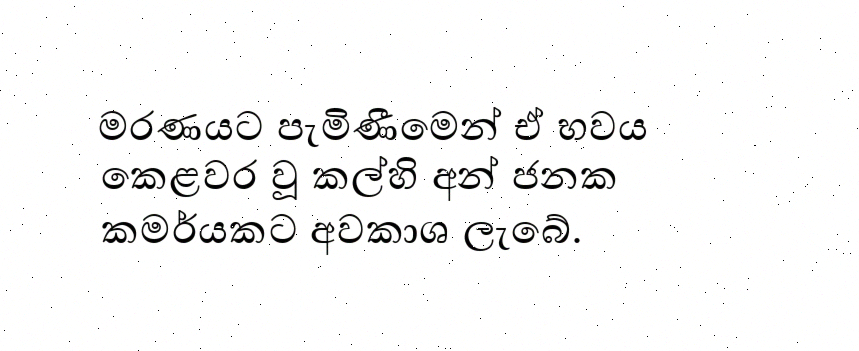 මරණයට පැමිණීමෙන් ඒ භවය
කෙළවර වූ කල්හි අන් ජනක
කමර්යකට අවකාශ ලැබේ.